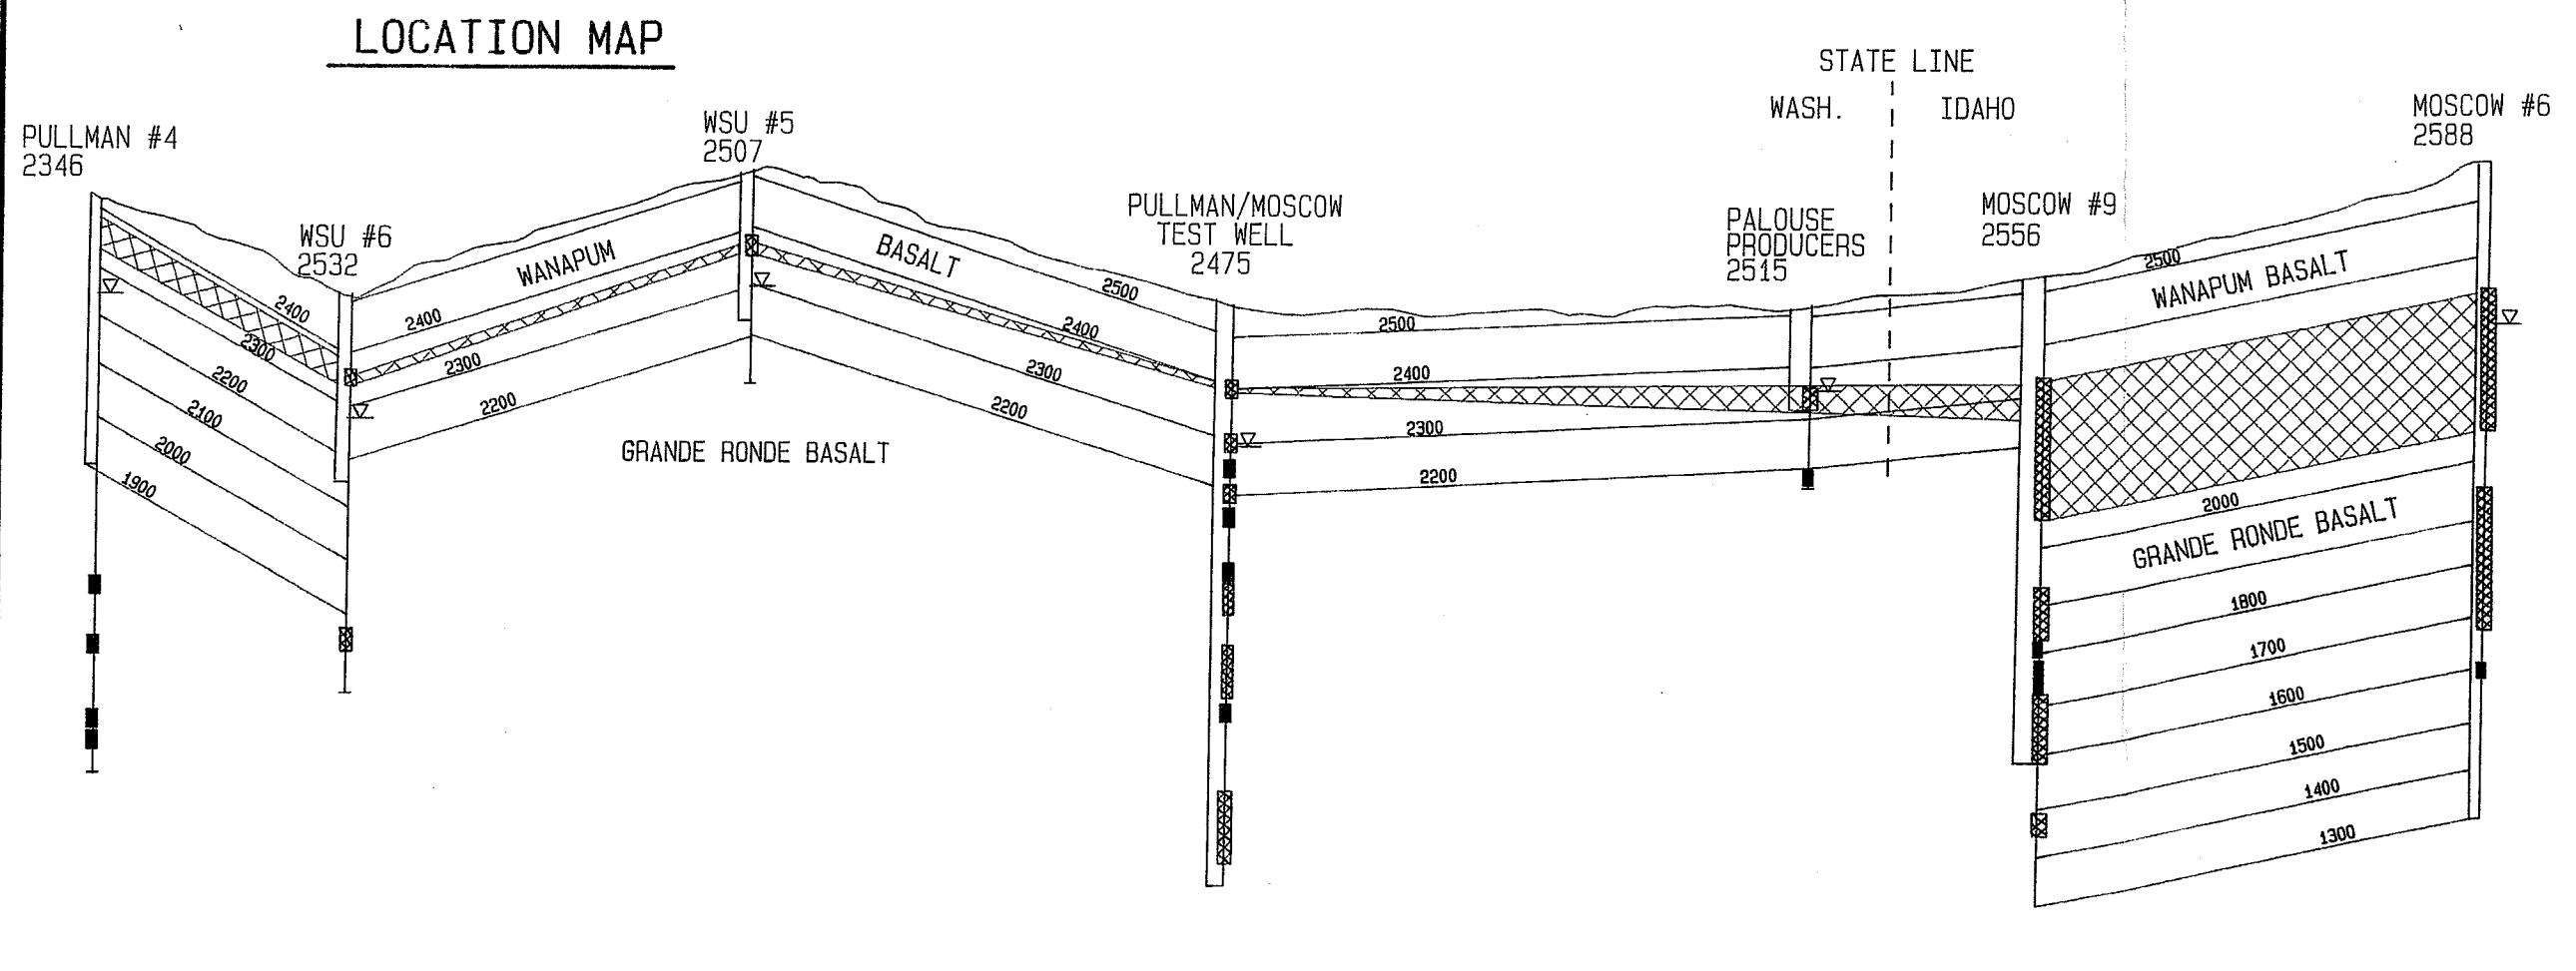 LOCATION MAP
STATE LINE
WASH. IDAHO
PULLMAN #4
2346
WSU #6
2532
WSU #5
2507
PULLMAN/MOSCOW
TEST WELL
2475
PALOUSE
PRODUCERS
2515
MOSCOW #9
2556
MOSCOW #6
2588
2400
2300
2200
2100
2000
1900
WANAPUM
BASALT
2400
2300
2200
GRANDE RONDE BASALT
2500
2400
2300
2200
2500
2400
2300
2200
2500
WANAPUM BASALT
2000
GRANDE RONDE BASALT
1800
1700
1600
1500
1400
1300